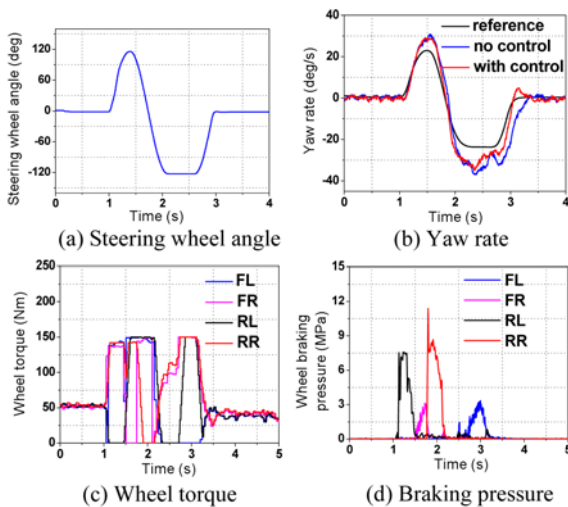 Steering wheel angle (deg)
120
60
0
-60
-120
0 1 2 3 4
Time (s)
(a) Steering wheel angle
Yaw rate (deg/s)
40
20
0
-20
-40
reference
no control
with control
0 1 2 3 4
Time (s)
(b) Yaw rate
Wheel torque (Nm)
250
200
150
100
50
0
FL
FR
RL
RR
0 1 2 3 4 5
Time (s)
(c) Wheel torque
Wheel braking
pressure (MPa)
15
12
9
6
3
0
FL
FR
RL
RR
0 1 2 3 4 5
Time (s)
(d) Braking pressure